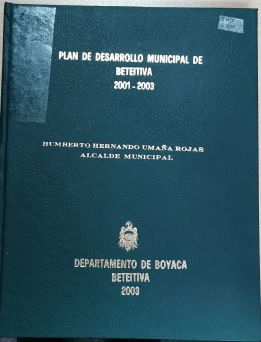 PLAN DE DESARROLLO MUNICIPAL DE
BETEITIVA
2001-2003
HUMBERTO HERNANDO UMAÑA ROJAS
ALCALDE MUNICIPAL
DEPARTAMENTO DE BOYACA
BETEITIVA
2003